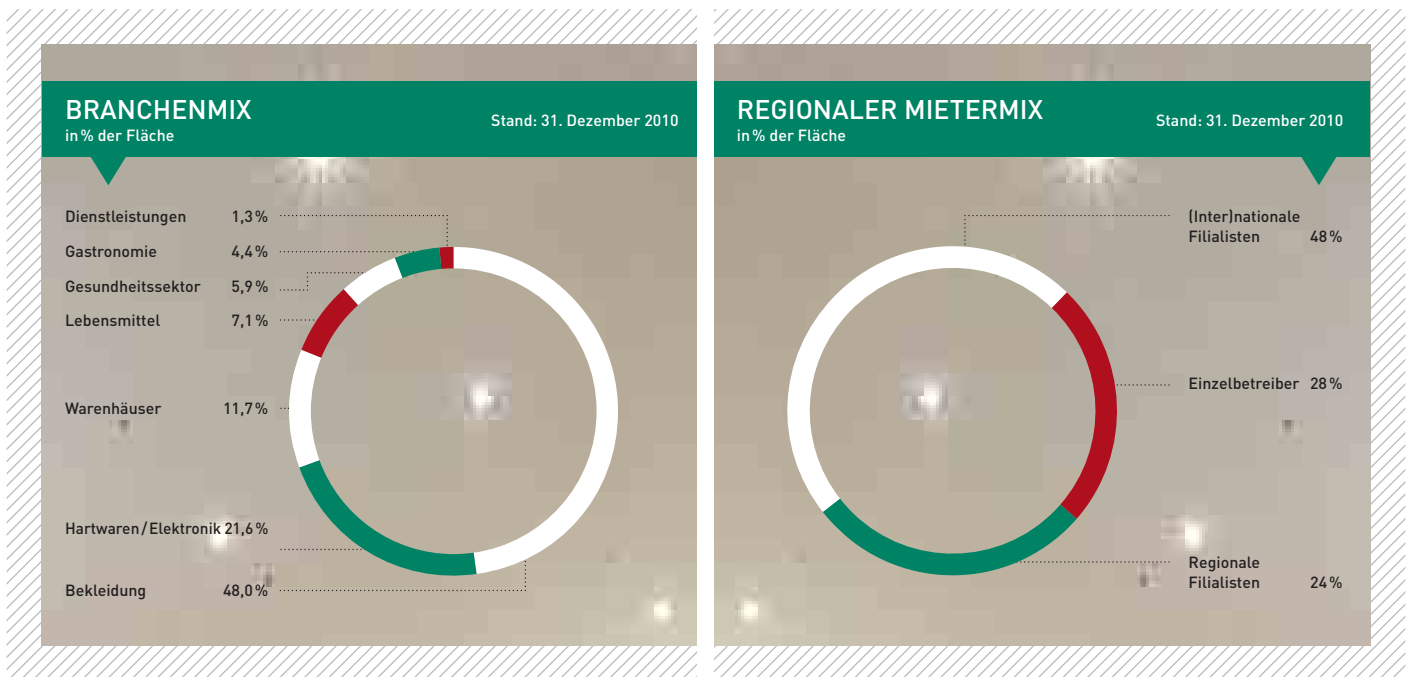 BRANCHENMIX
in % der Fläche
Stand: 31. Dezember 2010
Dienstleistungen 1,3 %
Gastronomie 4,4 %
Gesundheitssektor 5,9 %
Lebensmittel 7,1 %
Warenhäuser 11,7 %
Hartwaren / Elektronik 21,6 %
Bekleidung 48,0 %
REGIONALER MIETERMIX
in % der Fläche
Stand: 31. Dezember 2010
(Inter)nationale
Filialisten 48 %
Einzelbetreiber 28 %
Regionale
Filialisten 24 %